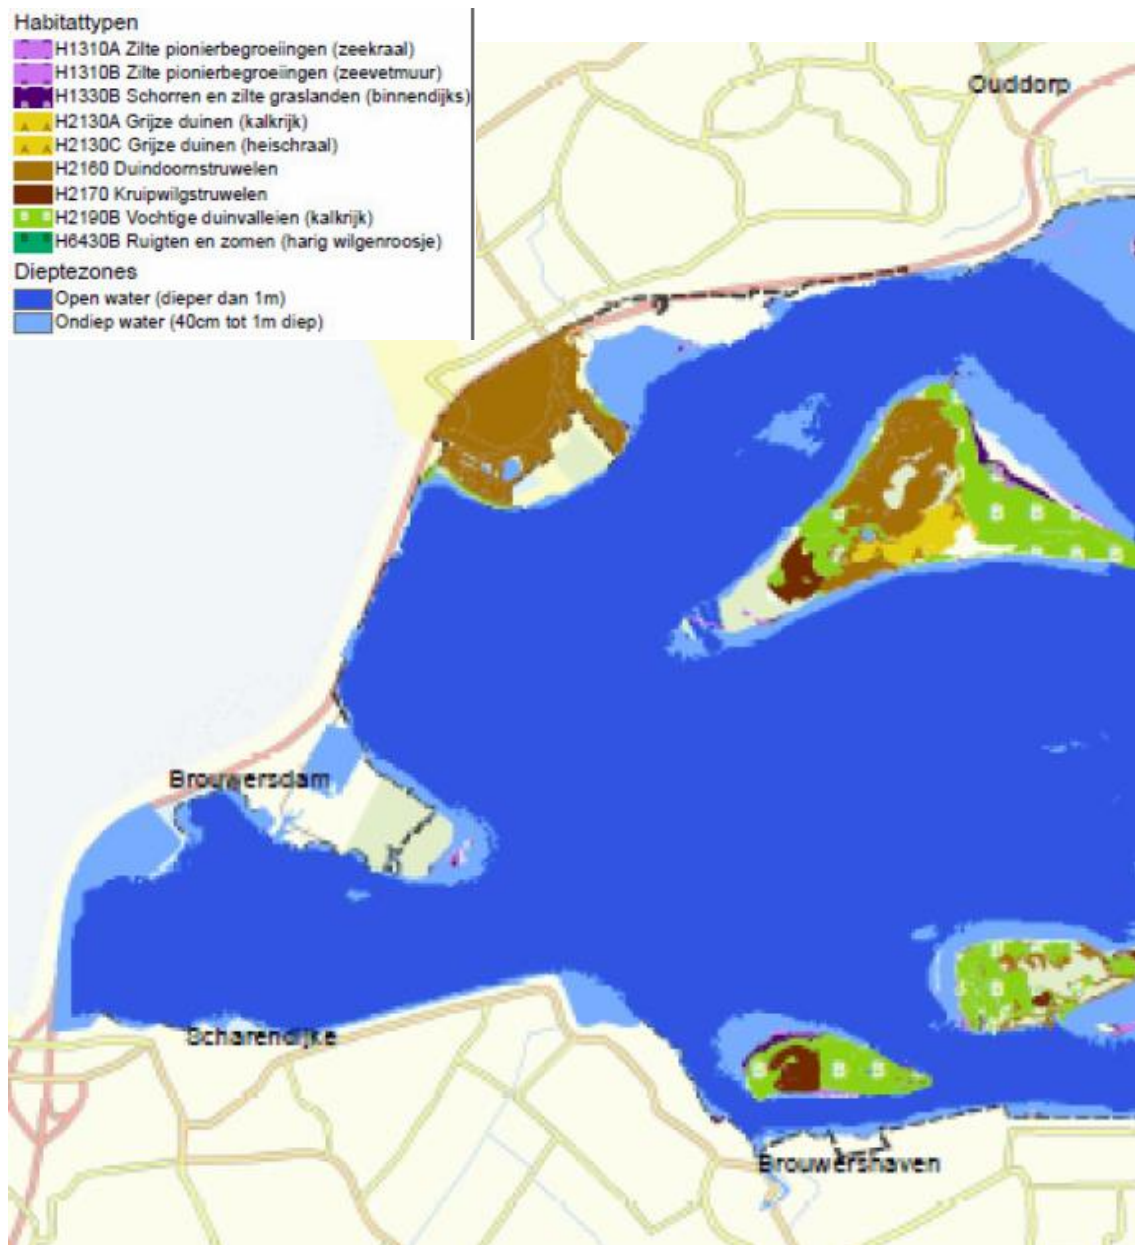 Habitattypen
H1310A Zilte pionierbegroeiingen (zeekraal)
H1310B Zilte pionierbegroeiingen (zeevetmuur)
H1330B Schorren en zilte graslanden (binnendijks)
H2130A Grijze duinen (kalkrijk)
H2130C Grijze duinen (heischraal)
H2160 Duindoornstruwelen
H2170 Kruipwilgstruwelen
H2190B Vochtige duinvalleien (kalkrijk)
H6430B Ruigten en zomen (harig wilgenroosje)
Dieptezones
Open water (dieper dan 1m)
Ondiep water (40cm tot 1m diep)
Ouddorp
B
B B B
B B B B
Brouwersdam
B B B
B B
Scharendijke
B B B
Brouwershaven